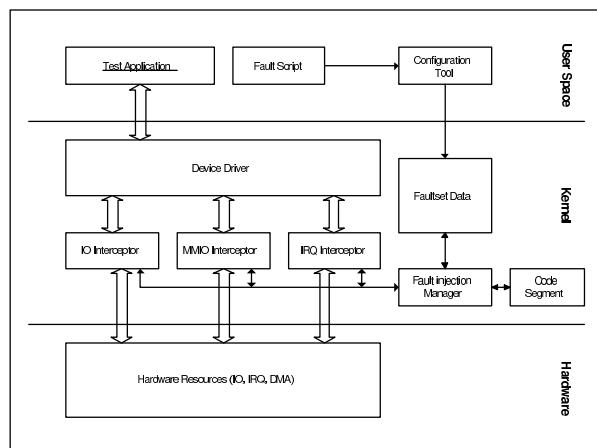 Test Application
Fault Script
Configuration
Tool
User Space
Device Driver
Faultset Data
Kernel
IO Interceptor
MMIO Interceptor
IRQ Interceptor
Fault injection
Manager
Code
Segment
Hardware Resources (IO, IRQ, DMA)
Hardware